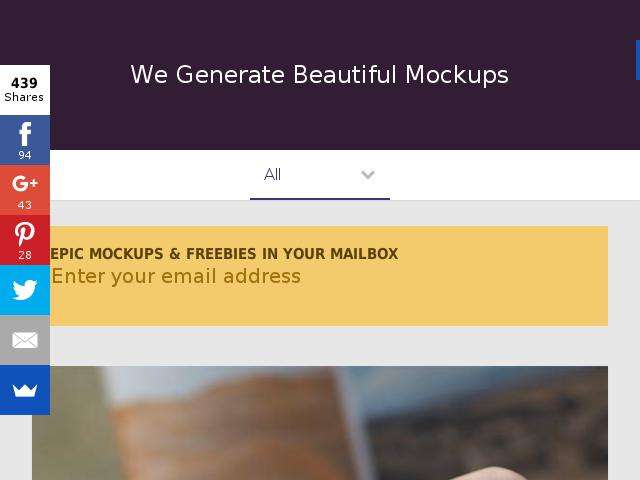 We Generate Beautiful Mockups
439
Shares
f
94
G+
43
28
All
EPIC MOCKUPS & FREEBIES IN YOUR MAILBOX
Enter your email address